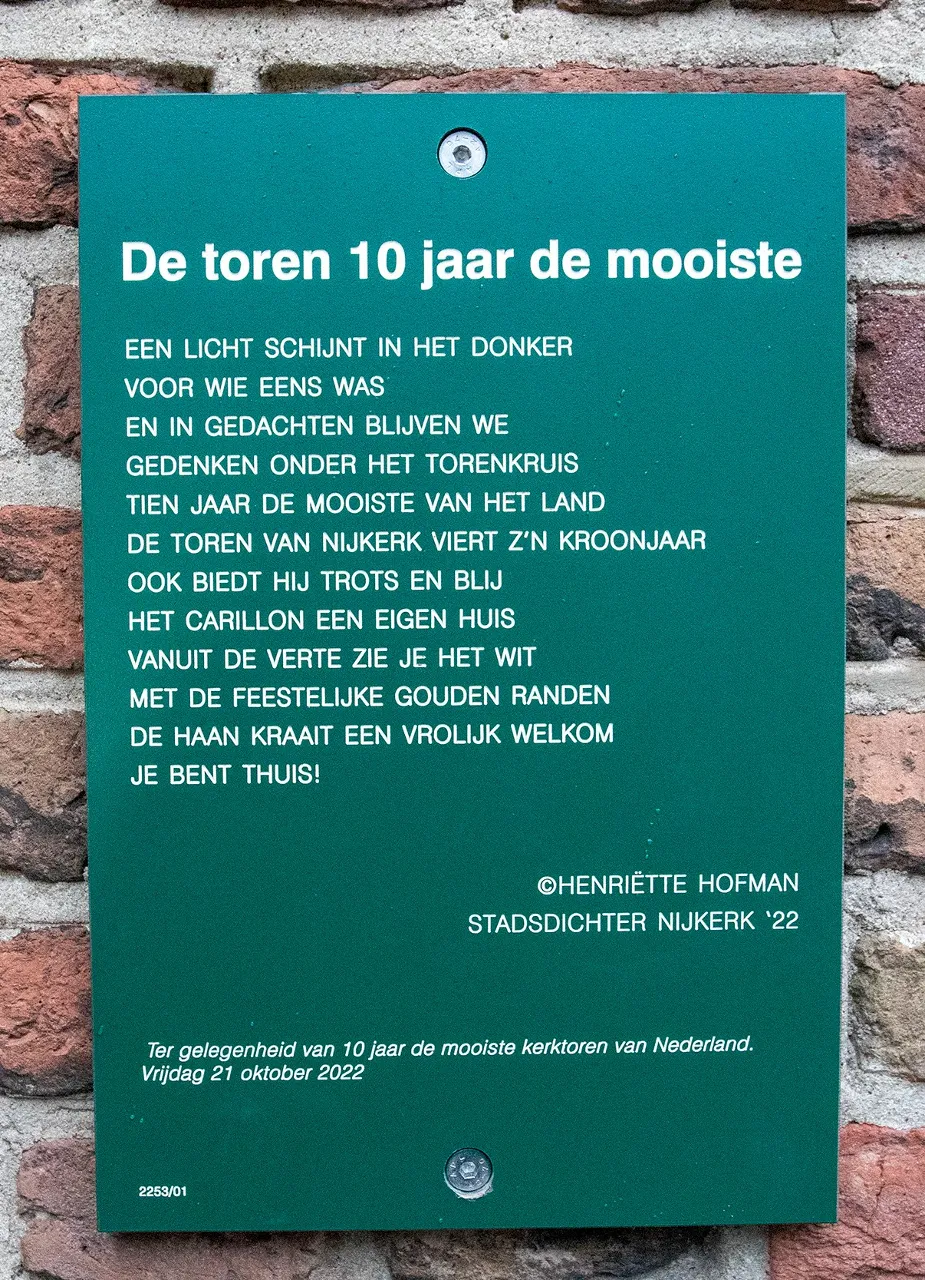 De toren 10 jaar de mooiste
EEN LICHT SCHIJNT IN HET DONKER
VOOR WIE EENS WAS
EN IN GEDACHTEN BLIJVEN WE
GEDENKEN ONDER HET TORENKRUIS
TIEN JAAR DE MOOISTE VAN HET LAND
DE TOREN VAN NIJKERK VIERT Z'N KROONJAAR
OOK BIEDT HIJ TROTS EN BLIJ
HET CARILLON EEN EIGEN HUIS
VANUIT DE VERTE ZIE JE HET WIT
MET DE FEESTELIJKE GOUDEN RANDEN
DE HAAN KRAAIT EEN VROLIJK WELKOM
JE BENT THUIS!
©HENRIËTTE HOFMAN
STADSDICHTER NIJKERK ‘22
Ter gelegenheid van 10 jaar de mooiste kerktoren van Nederland.
Vrijdag 21 oktober 2022
2253/01